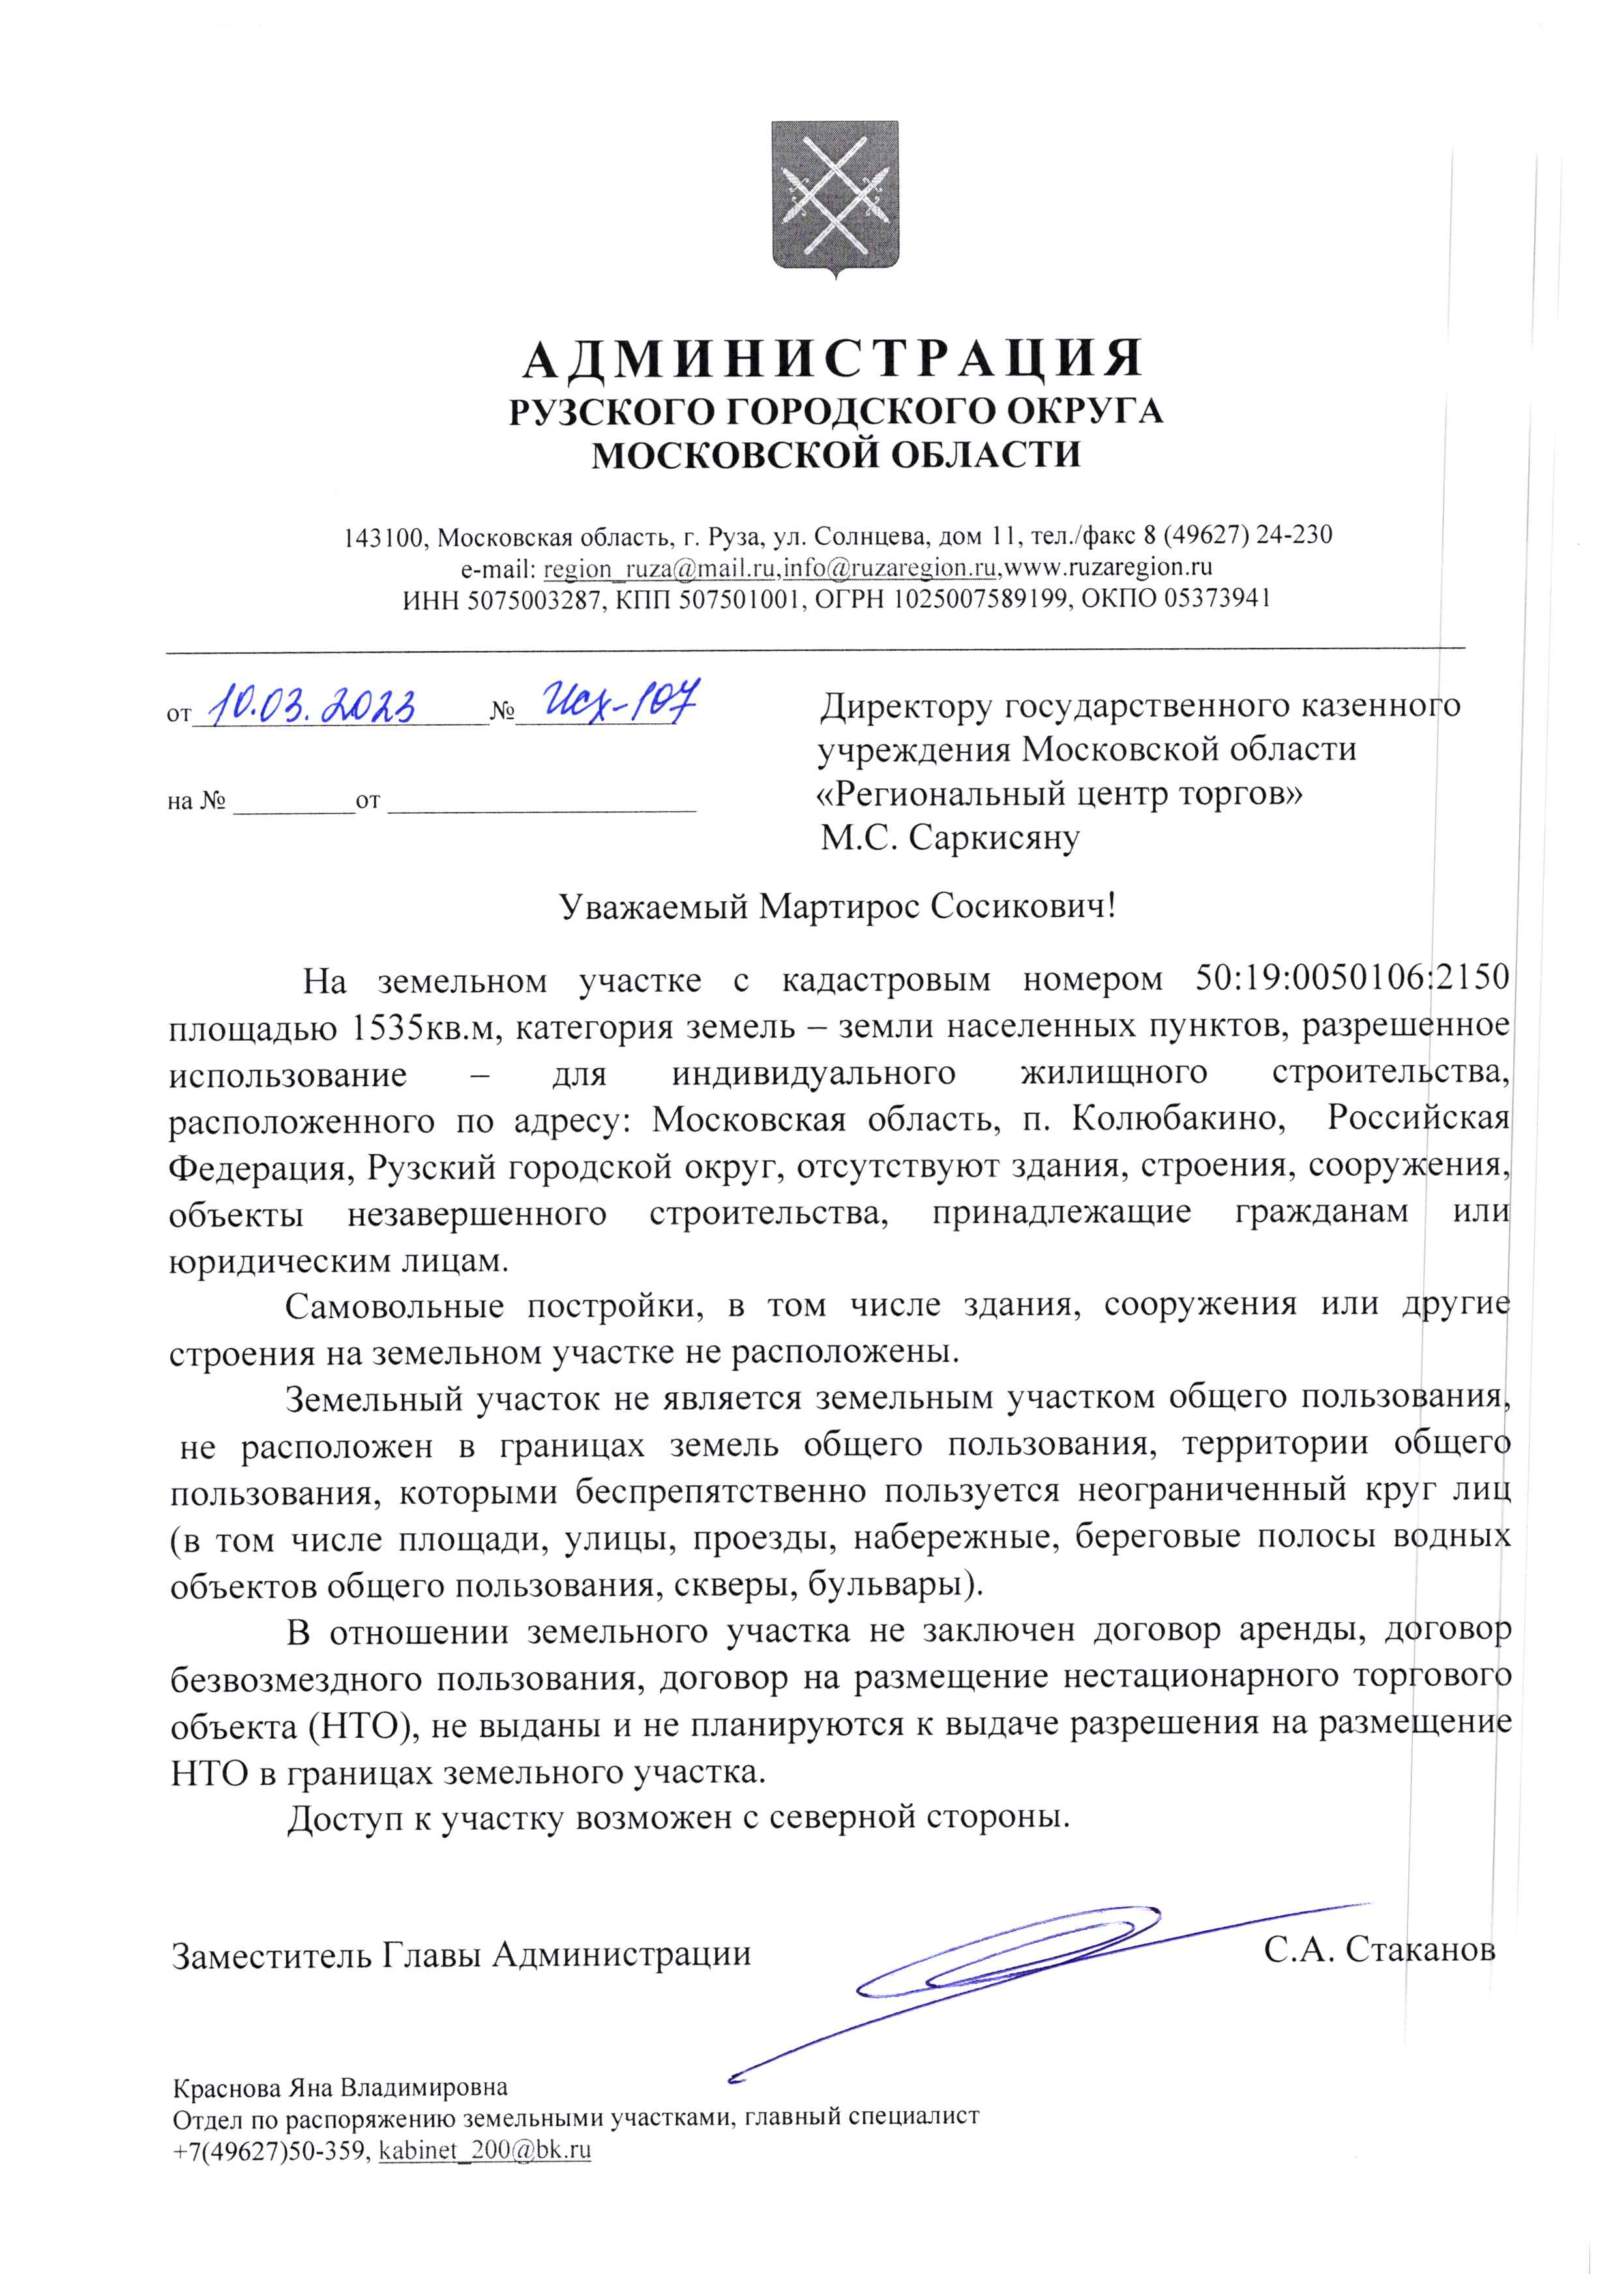 АДМИНИСТРАЦИЯ
РУЗСКОГО ГОРОДСКОГО ОКРУГА
МОСКОВСКОЙ ОБЛАСТИ
143100, Московская область, г. Руза, ул. Солнцева, дом 11, тел./факс 8 (49627) 24-230
e-mail: region_ruza@mail.ru,info@ruzaregion.ru,www.ruzaregion.ru
ИНН 5075003287, КПП 507501001, ОГРН 1025007589199, ОКПО 05373941
от 10.03.2023 № Исх-107
на № от
Директору государственного казенного
учреждения Московской области
«Региональный центр торгов»
М.С. Саркисяну
Уважаемый Мартирос Сосикович!
На земельном участке с кадастровым номером 50:19:0050106:2150
площадью 1535кв.м, категория земель – земли населенных пунктов, разрешенное
использование – для индивидуального жилищного строительства,
расположенного по адресу: Московская область, п. Колюбакино, Российская
Федерация, Рузский городской округ, отсутствуют здания, строения, сооружения,
объекты незавершенного строительства, принадлежащие гражданам или
юридическим лицам.
Самовольные постройки, в том числе здания, сооружения или другие
строения на земельном участке не расположены.
Земельный участок не является земельным участком общего пользования,
не расположен в границах земель общего пользования, территории общего
пользования, которыми беспрепятственно пользуется неограниченный круг лиц
(в том числе площади, улицы, проезды, набережные, береговые полосы водных
объектов общего пользования, скверы, бульвары).
В отношении земельного участка не заключен договор аренды, договор
безвозмездного пользования, договор на размещение нестационарного торгового
объекта (НТО), не выданы и не планируются к выдаче разрешения на размещение
НТО в границах земельного участка.
Доступ к участку возможен с северной стороны.
Заместитель Главы Администрации С.А. Стаканов
Краснова Яна Владимировна
Отдел по распоряжению земельными участками, главный специалист
+7(49627)50-359, kabinet_200@bk.ru